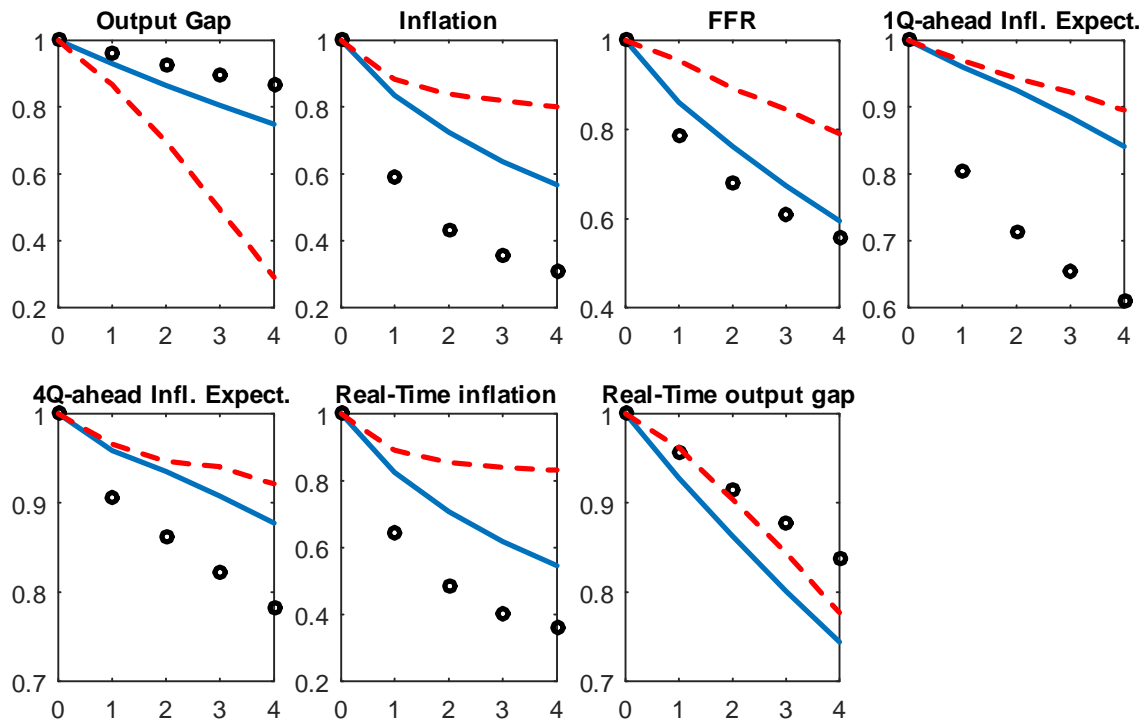 Output Gap
1
0.8
0.6
0.4
0.2
0 1 2 3 4
Inflation
1
0.8
0.6
0.4
0.2
0 1 2 3 4
FFR
1
0.8
0.6
0.4
0 1 2 3 4
1Q-ahead Infl. Expect.
1
0.9
0.8
0.7
0.6
0 1 2 3 4
4Q-ahead Infl. Expect.
1
0.9
0.8
0.7
0 1 2 3 4
Real-Time inflation
1
0.8
0.6
0.4
0.2
0 1 2 3 4
Real-Time output gap
1
0.9
0.8
0.7
0 1 2 3 4